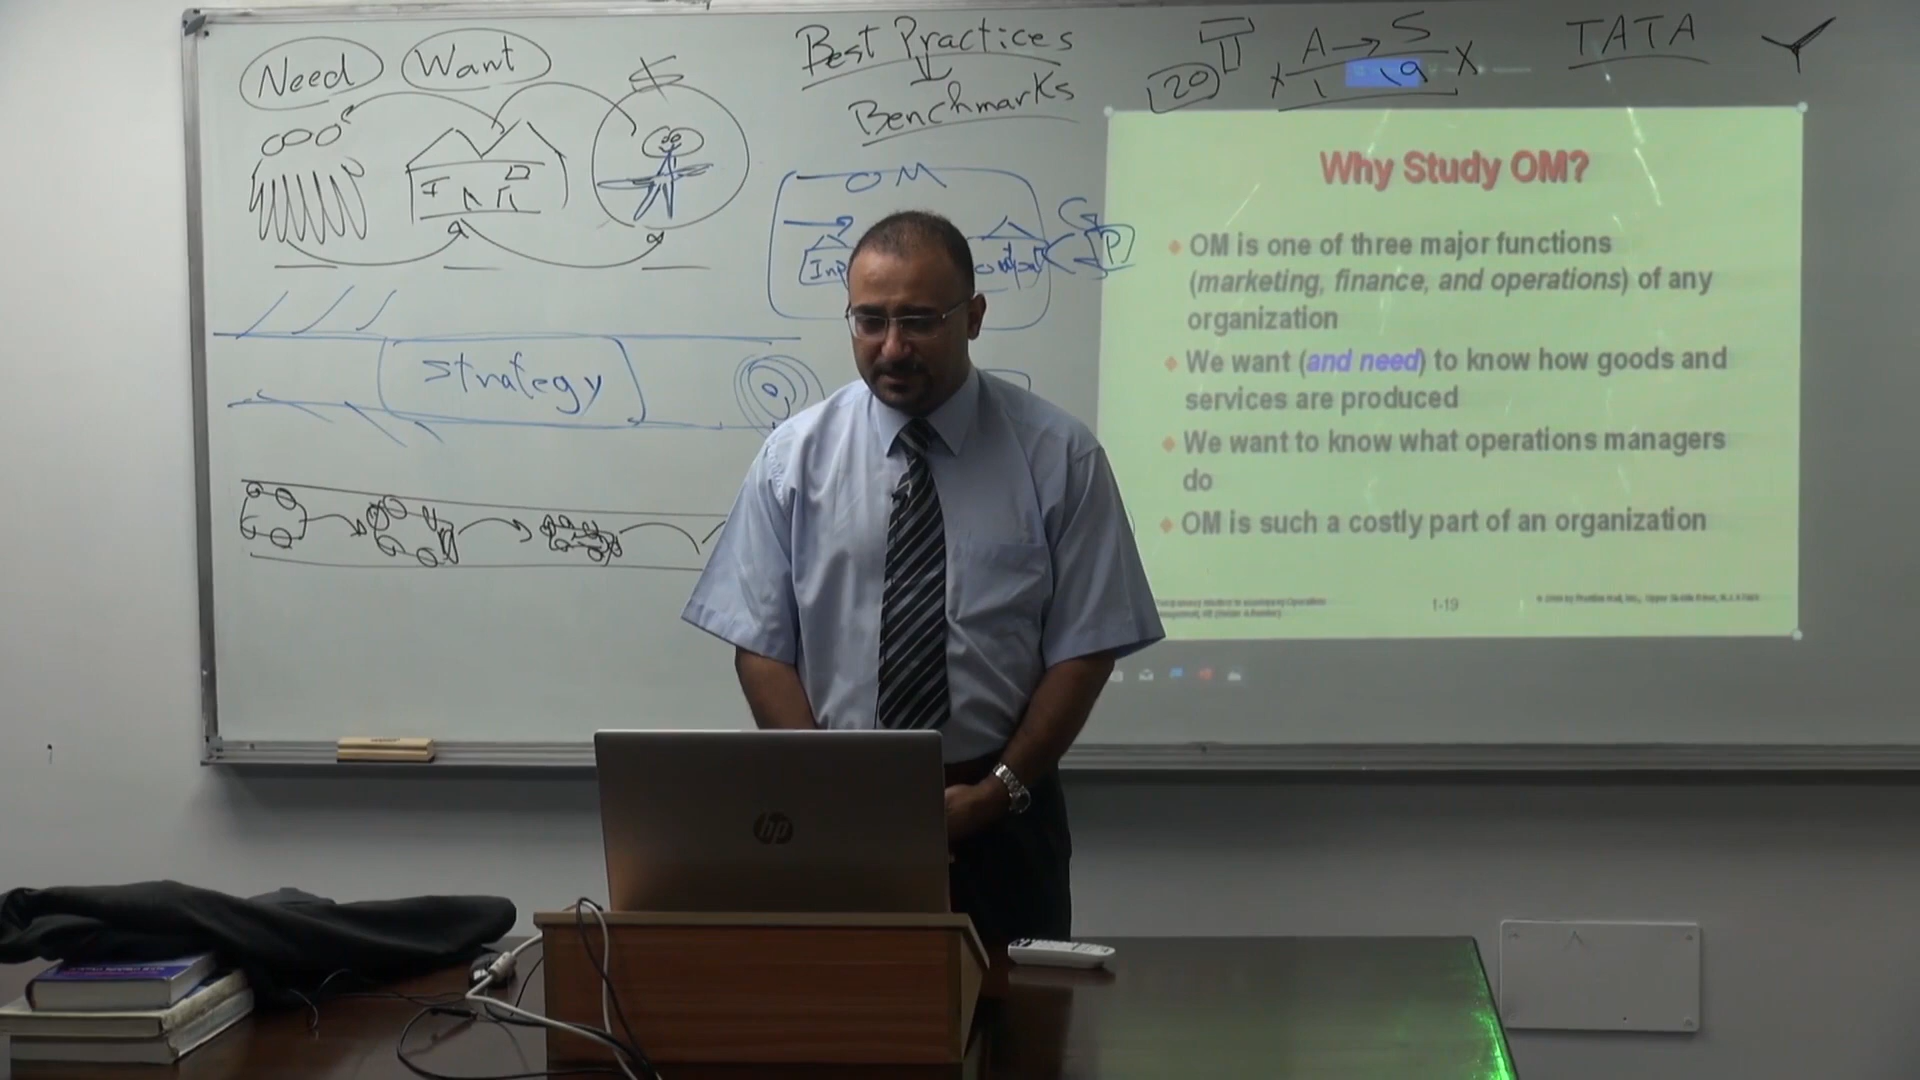 Need Want
Best Practices
Benchmarks
20
A → S
1 19
TATA
OM
Inp
output
P
strategy
Why Study OM?
OM is one of three major functions
(marketing, finance, and operations) of any
organization
We want (and need) to know how goods and
services are produced
We want to know what operations managers
do
OM is such a costly part of an organization
1-19
hp